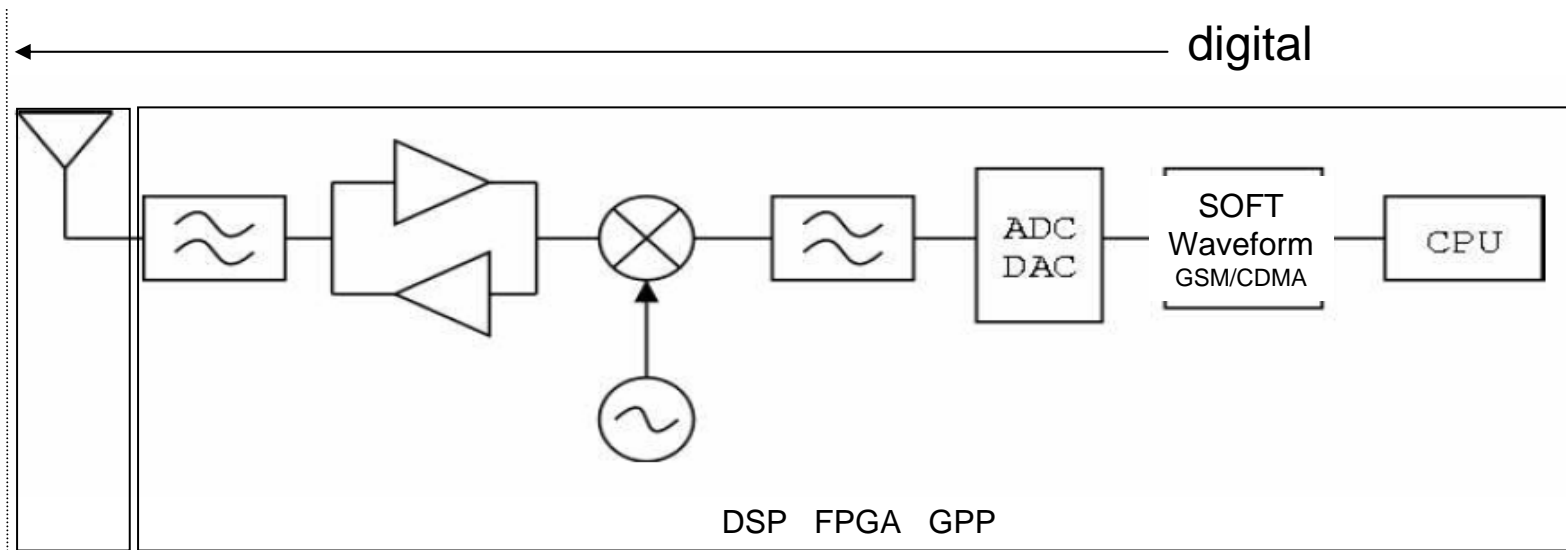 digital
ADC
DAC
SOFT
Waveform
GSM/CDMA
CPU
DSP FPGA GPP